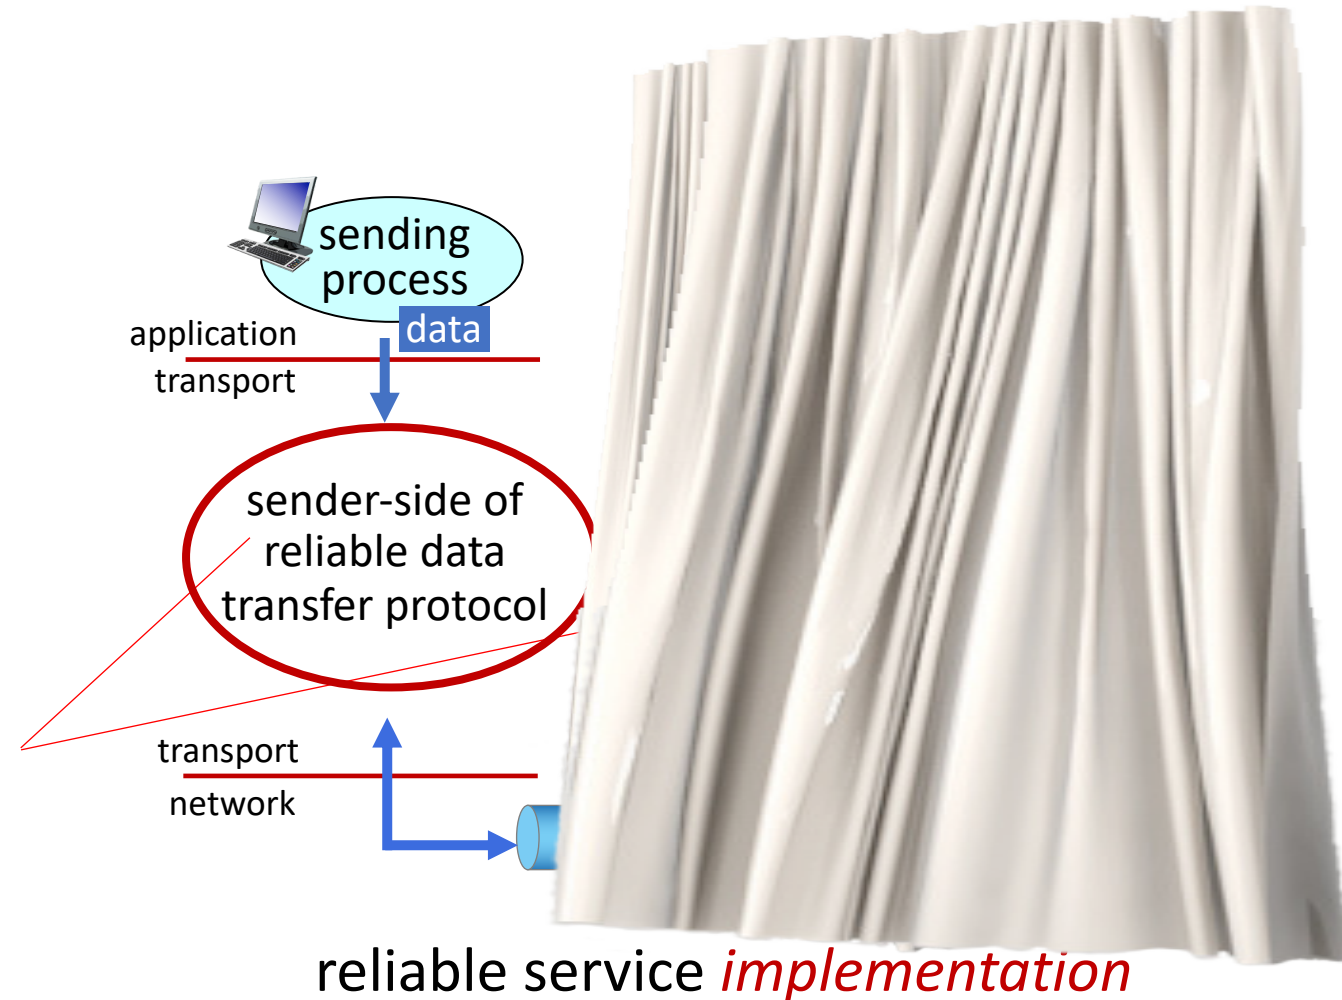 sending
process
data
application
transport
sender-side of
reliable data
transfer protocol
transport
network
reliable service implementation